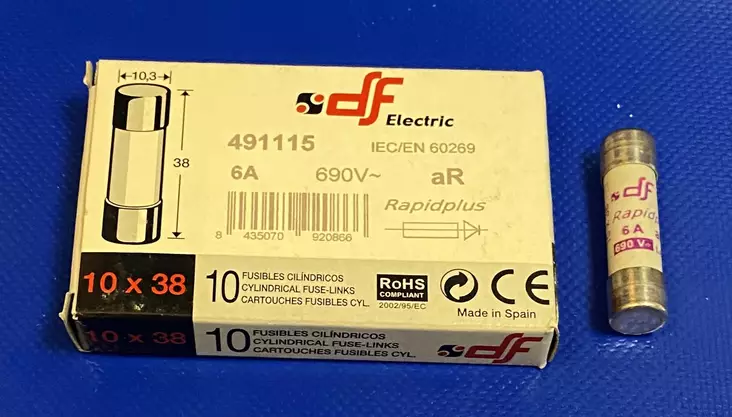 10,3
38
df Electric
491115 IEC/EN 60269
6A 690V~ aR
Rapidplus
8 435070 920866
10 x 38
10 FUSIBLES CILÍNDRICOS
CYLINDRICAL FUSE-LINKS
CARTOUCHES FUSIBLES CYL.
RoHS
COMPLIANT
2002/95/EC
CE
Made in Spain
10 x 38
10 FUSIBLES CILÍNDRICOS
CYLINDRICAL FUSE-LINKS
CARTOUCHES FUSIBLES CYL.
df
df
Rapidplus
6 A
690 V~